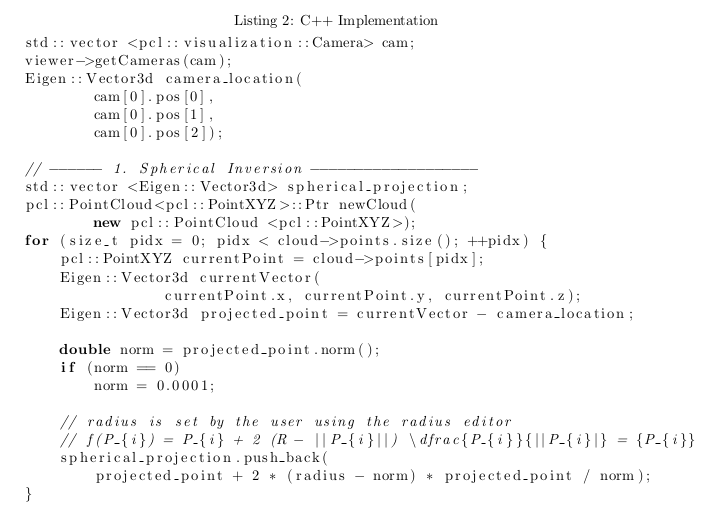 Listing 2: C++ Implementation
std::vector <pcl::visualization::Camera> cam;
viewer->getCameras(cam);
Eigen::Vector3d camera_location(
cam[0].pos[0],
cam[0].pos[1],
cam[0].pos[2]);
// —————— 1. Spherical Inversion ———————————————————
std::vector <Eigen::Vector3d> spherical_projection;
pcl::PointCloud<pcl::PointXYZ>::Ptr newCloud(
new pcl::PointCloud <pcl::PointXYZ>);
for (size_t pidx = 0; pidx < cloud->points.size(); ++pidx) {
pcl::PointXYZ currentPoint = cloud->points[pidx];
Eigen::Vector3d currentVector(
currentPoint.x, currentPoint.y, currentPoint.z);
Eigen::Vector3d projected_point = currentVector - camera_location;
double norm = projected_point.norm();
if (norm == 0)
norm = 0.0001;
// radius is set by the user using the radius editor
// f(P_{i}) = P_{i} + 2 (R - ||P_{i}||) \dfrac{P_{i}}{||P_{i}|} = {P_{i}}
spherical_projection.push_back(
projected_point + 2 * (radius - norm) * projected_point / norm);
}